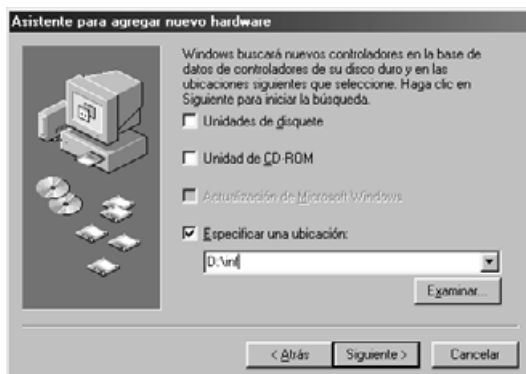 Asistente para agregar nuevo hardware
Windows buscará nuevos controladores en la base de
datos de controladores de su disco duro y en las
ubicaciones siguientes que seleccione. Haga clic en
Siguiente para iniciar la búsqueda.
Unidades de disquete
Unidad de CD-ROM
Actualización de Microsoft Windows
Especificar una ubicación:
D:\inf
Examinar...
< Atrás
Siguiente >
Cancelar